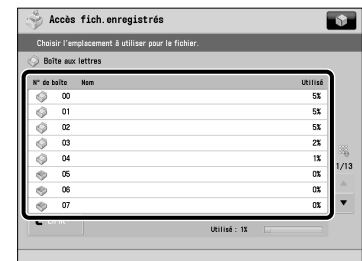 Accès fich.enregistrés
Choisir l'emplacement à utiliser pour le fichier.
Boîte aux lettres
N° de boîte Nom Utilisé
00 5%
01 5%
02 5%
03 2%
04 1%
05 0%
06 0%
07 0%
1/13
Utilisé : 1%